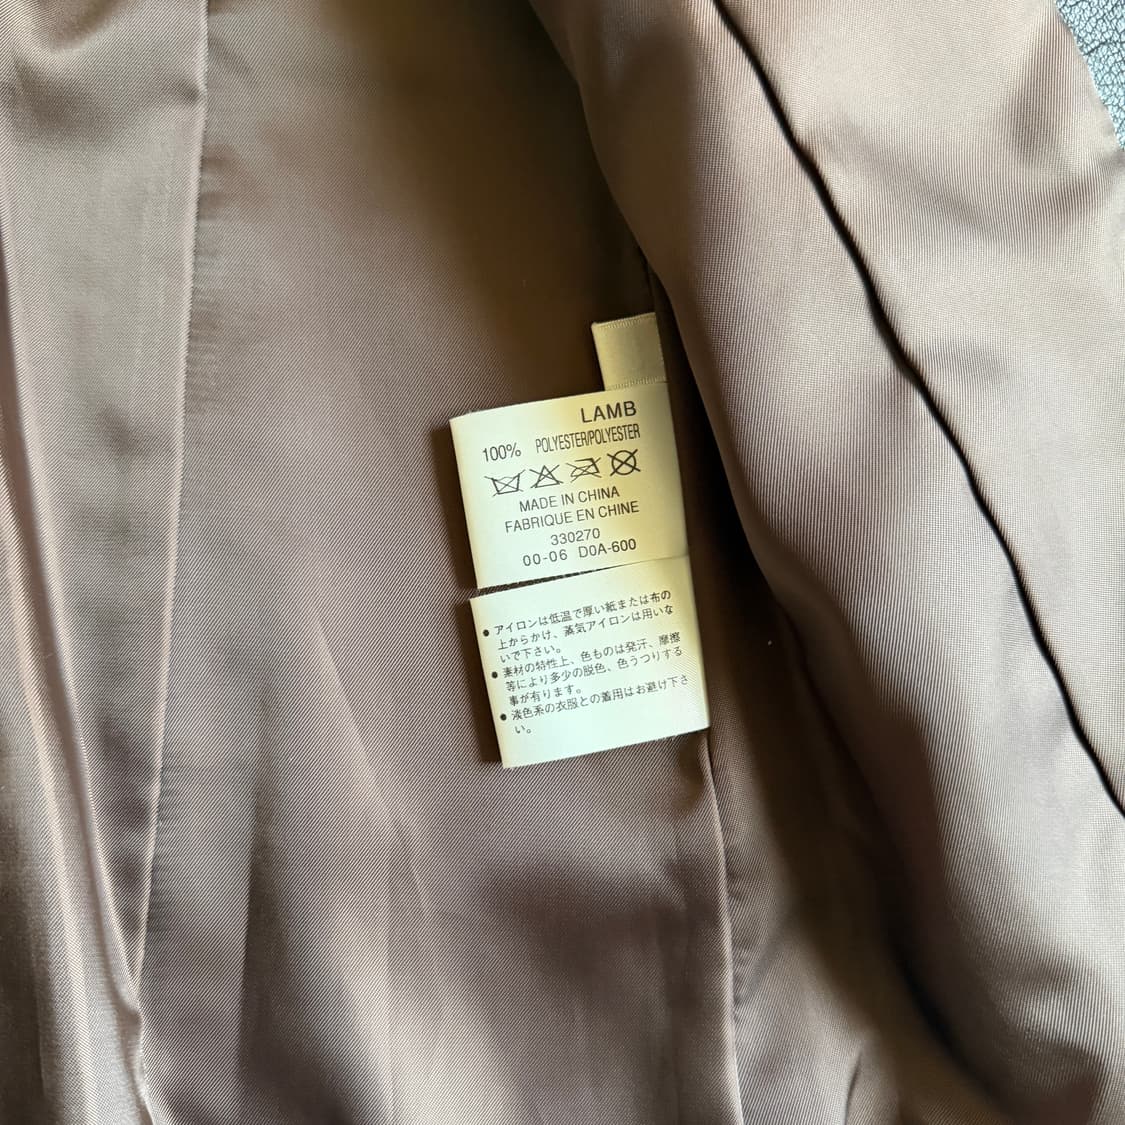 LAMB
100% POLYESTER/POLYESTER
MADE IN CHINA
FABRIQUE EN CHINE
330270
00-06 D0A-600
● アイロンは低温で厚い紙または布の
上からかけ、蒸気アイロンは用いな
いで下さい。
● 素材の特性上、色ものは発汗、摩擦
等により多少の脱色、色うつりする
事が有ります。
● 淡色系の衣服との着用はお避け下さ
い。